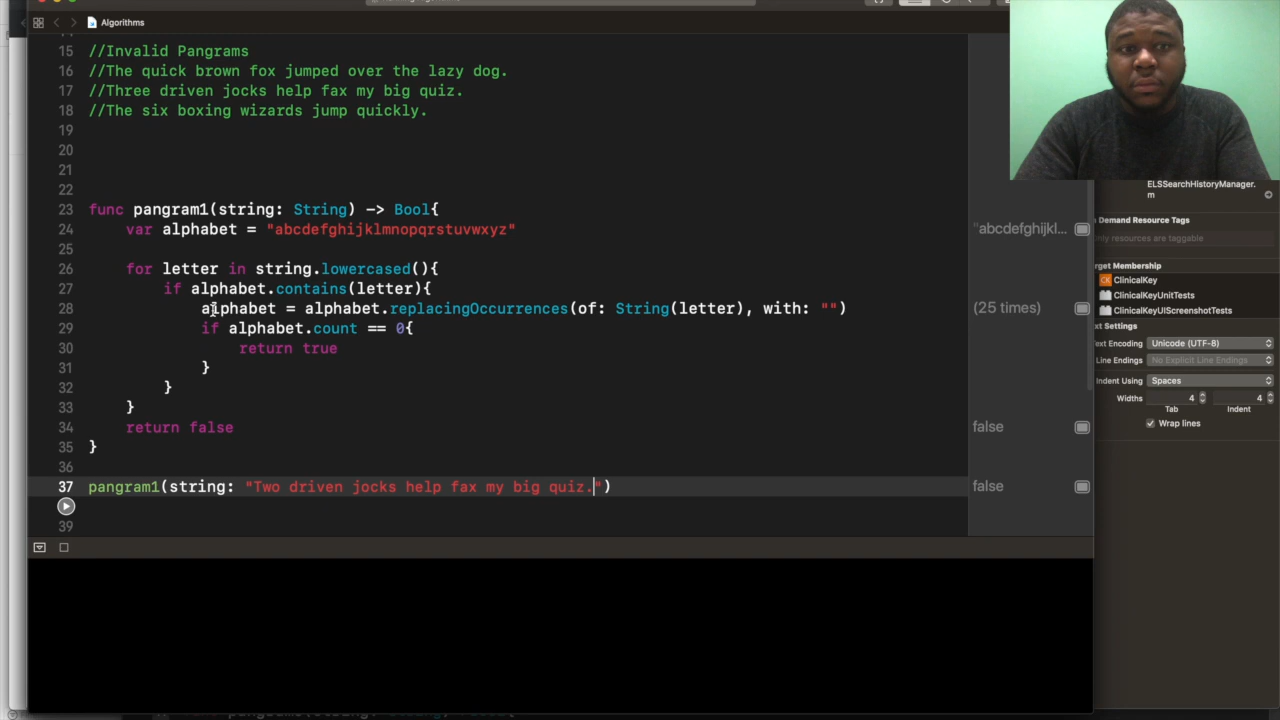 Algorithms
15 //Invalid Pangrams
16 //The quick brown fox jumped over the lazy dog.
17 //Three driven jocks help fax my big quiz.
18 //The six boxing wizards jump quickly.
19
20
21
22
23 func pangram1(string: String) -> Bool{
24 var alphabet = "abcdefghijklmnopqrstuvwxyz" "abcdefghijkl...
25
26 for letter in string.lowercased(){
27 if alphabet.contains(letter){
28 alphabet = alphabet.replacingOccurrences(of: String(letter), with: "") (25 times)
29 if alphabet.count == 0{
30 return true
31 }
32 }
33 }
34 return false false
35 }
36
37 pangram1(string: "Two driven jocks help fax my big quiz.") false
39
ELSSearchHistoryManager.
m
Demand Resource Tags
only resources are taggable
rget Membership
ClinicalKey
ClinicalKeyUnitTests
ClinicalKeyUIScreenshotTests
xt Settings
ext Encoding Unicode (UTF-8)
Line Endings No Explicit Line Endings
Indent Using Spaces
Widths 4 4
Tab Indent
Wrap lines